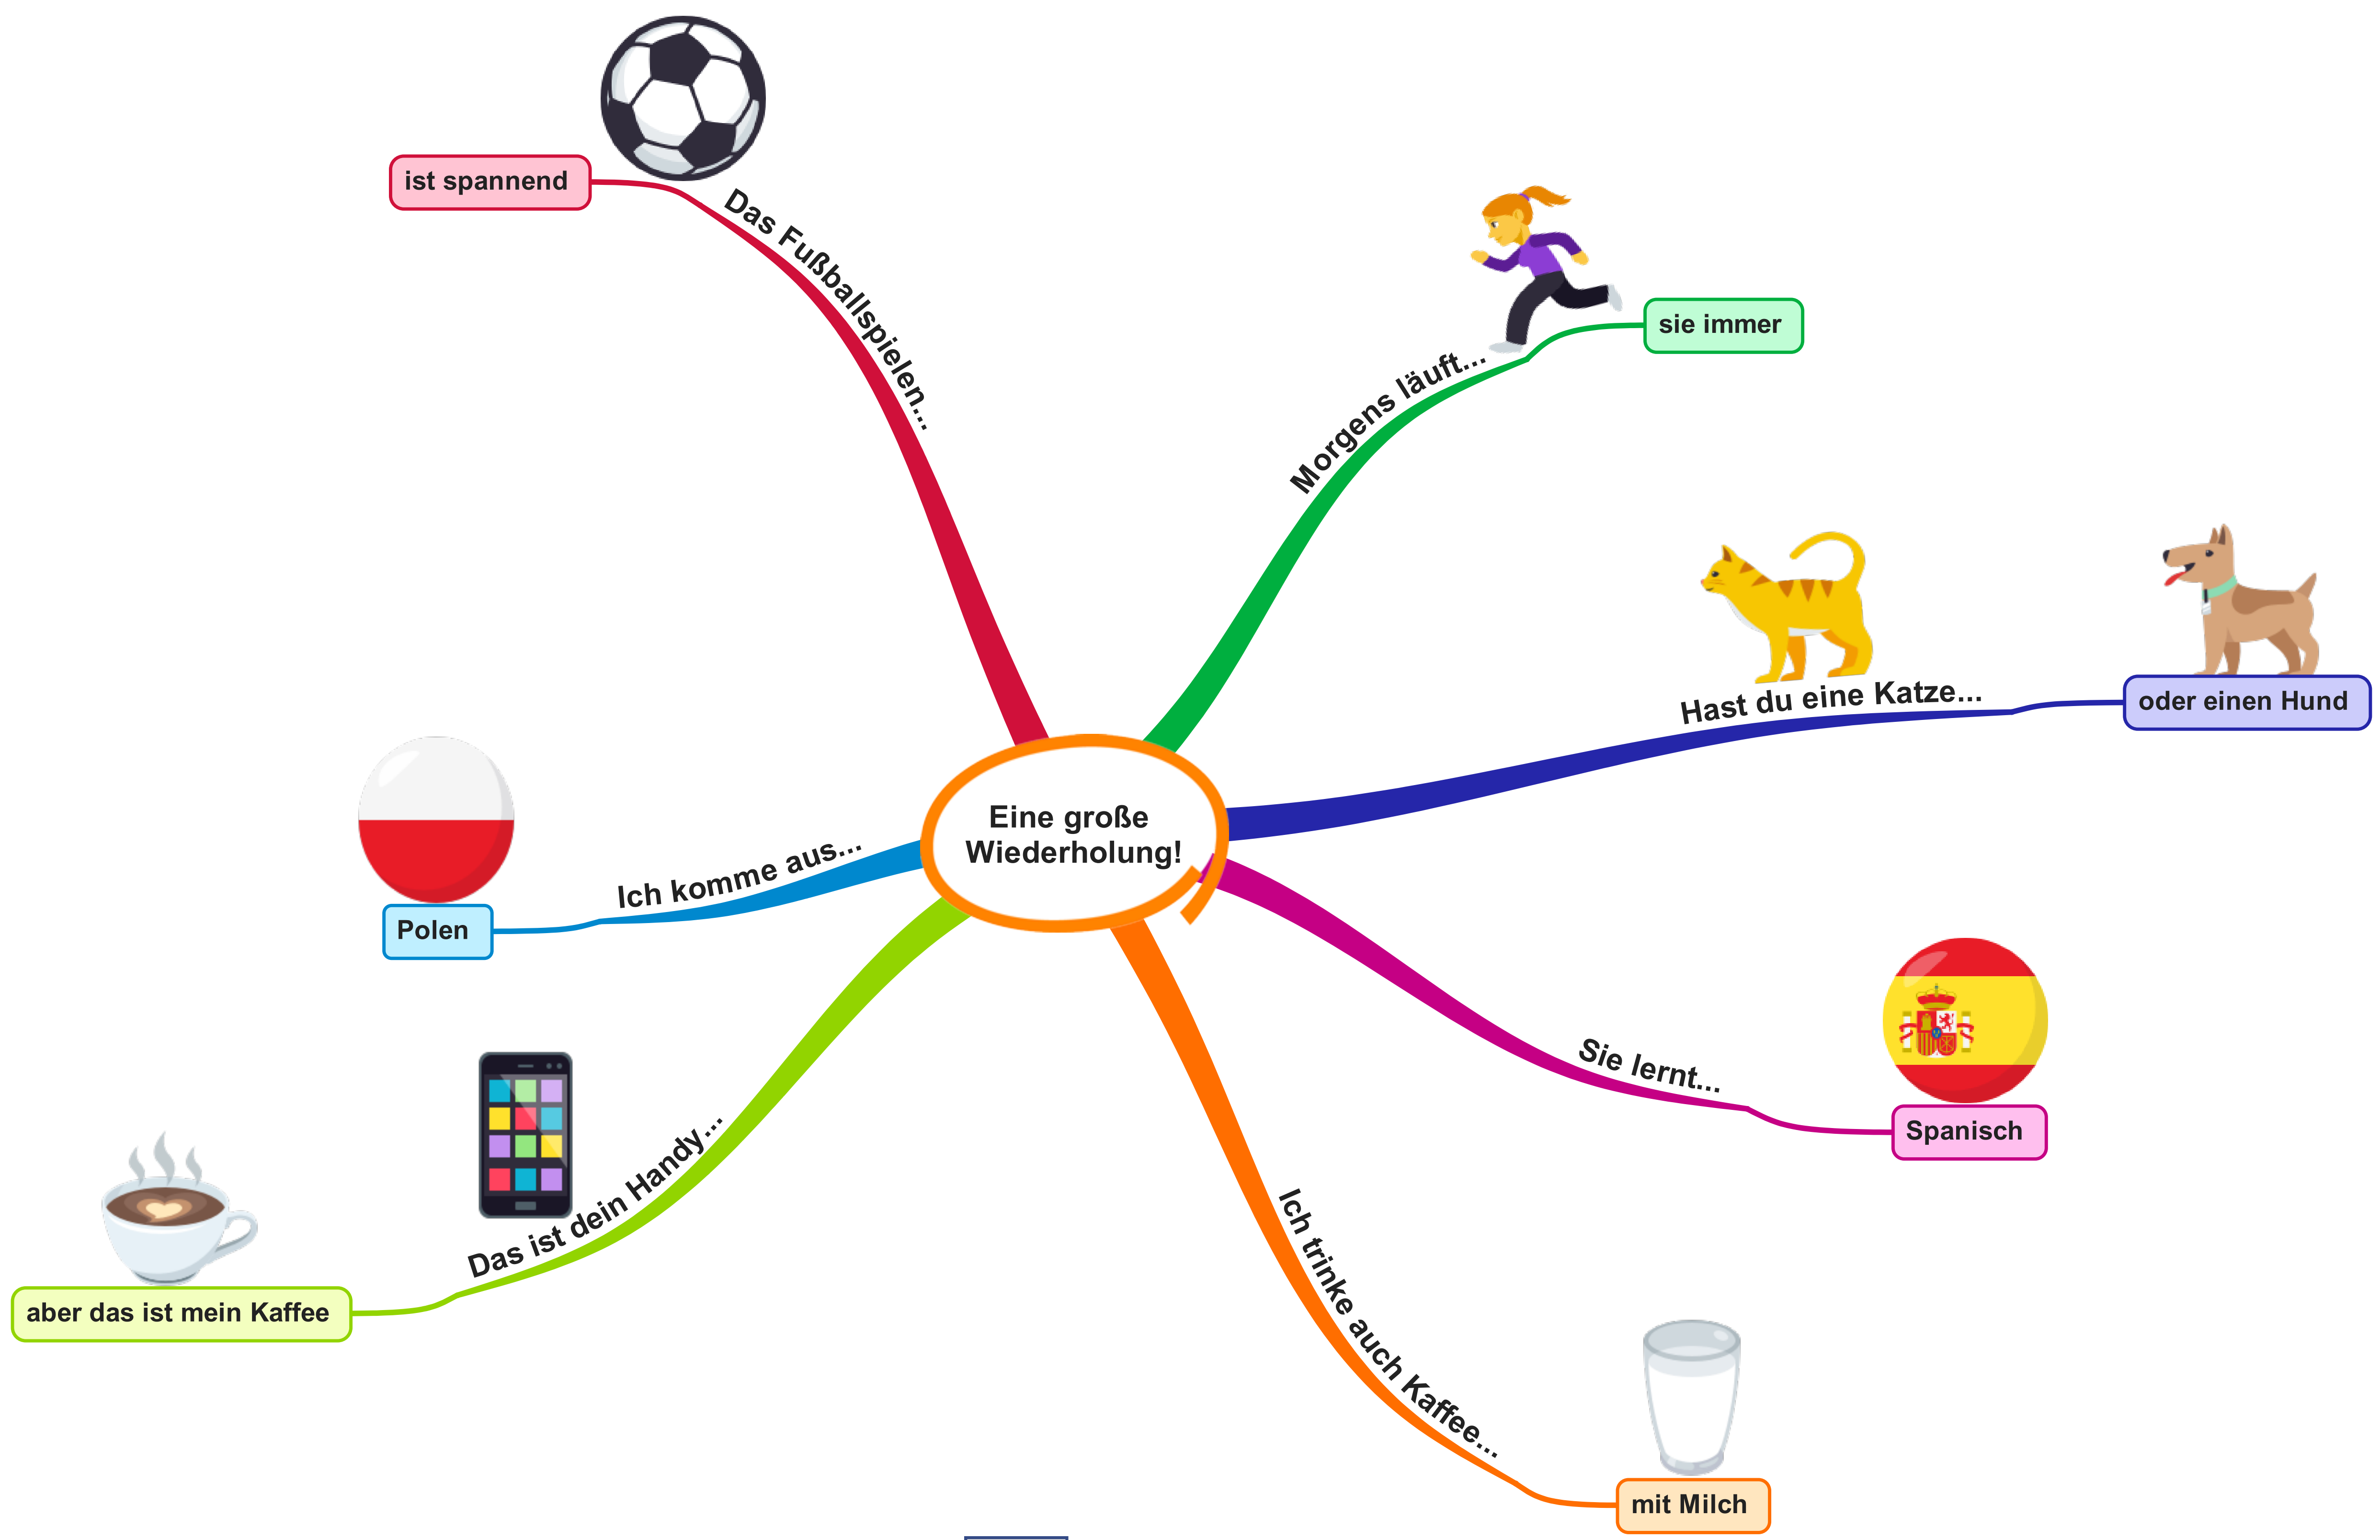 Eine große
Wiederholung!
Das Fußballspielen...
ist spannend
Morgens läuft...
sie immer
Hast du eine Katze...
oder einen Hund
Sie lernt...
Spanisch
Ich trinke auch Kaffee...
mit Milch
Das ist dein Handy...
aber das ist mein Kaffee
Ich komme aus...
Polen